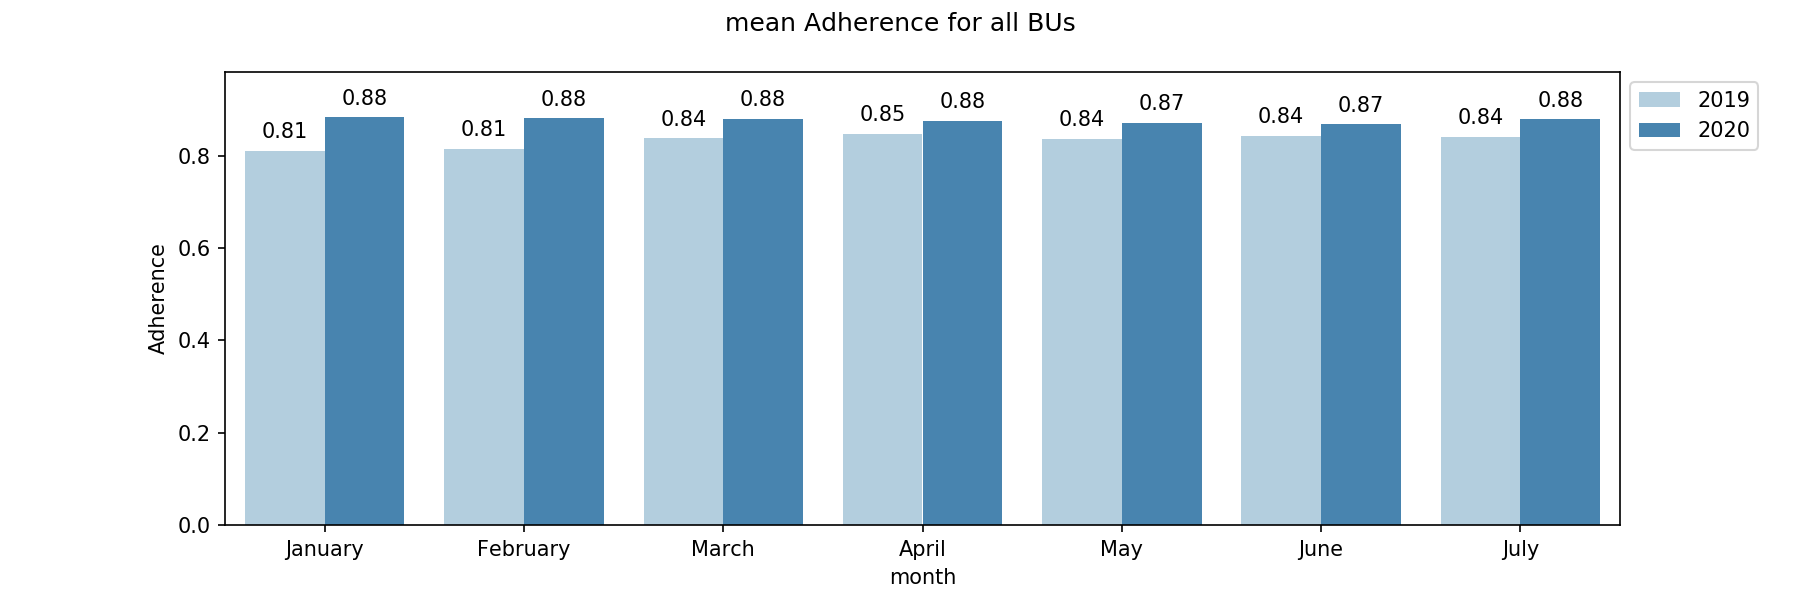 mean Adherence for all BUs
0.81 0.88 0.81 0.88 0.84 0.88 0.85 0.88 0.84 0.87 0.84 0.87 0.84 0.88
2019
2020
Adherence
0.8
0.6
0.4
0.2
0.0
January February March April May June July
month